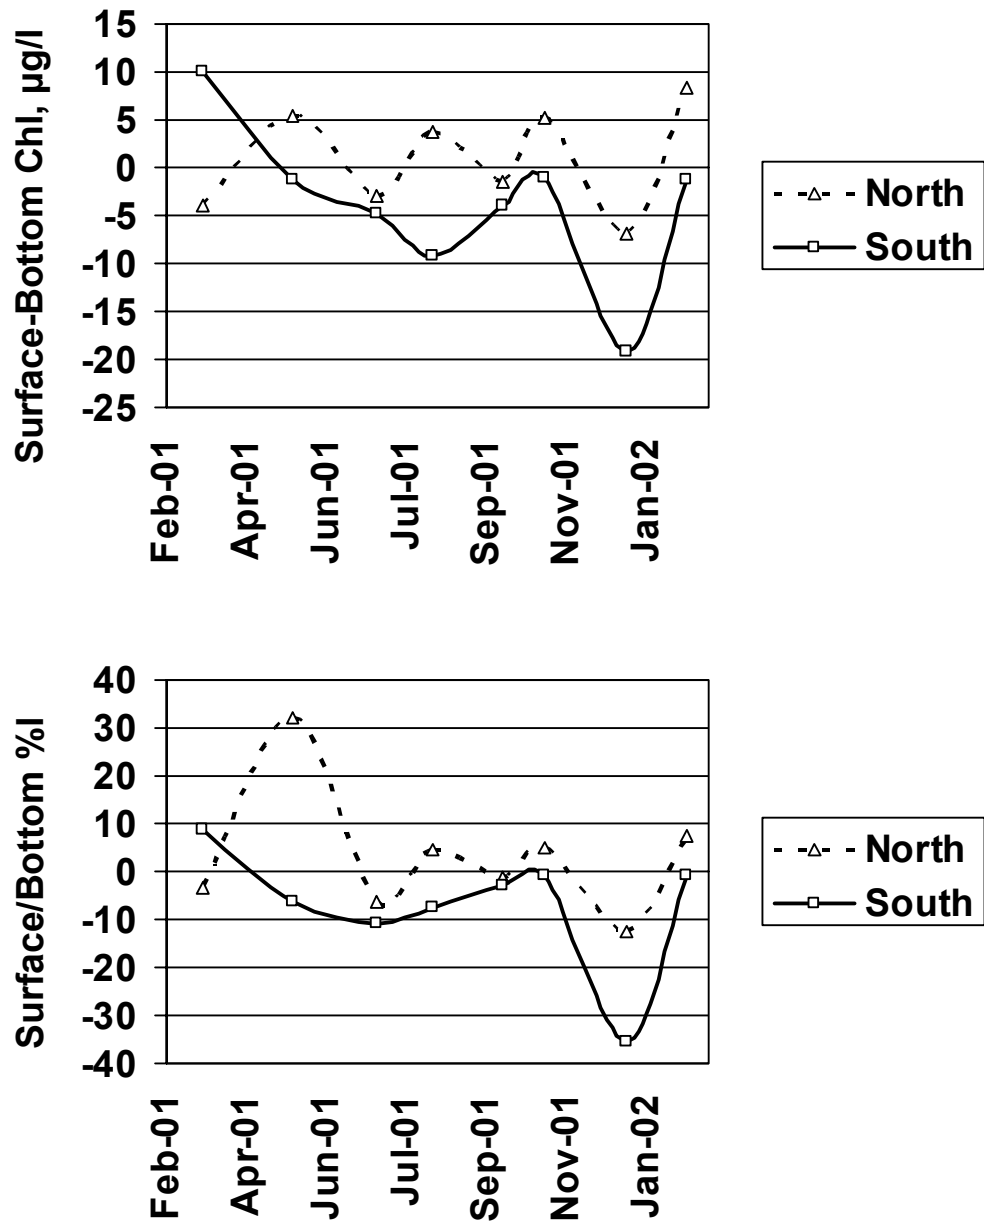 Surface-Bottom Chl, µg/l
15
10
5
0
-5
-10
-15
-20
-25
Feb-01
Apr-01
Jun-01
Jul-01
Sep-01
Nov-01
Jan-02
North
South
Surface/Bottom %l
40
30
20
10
0
-10
-20
-30
-40
Feb-01
Apr-01
Jun-01
Jul-01
Sep-01
Nov-01
Jan-02
North
South